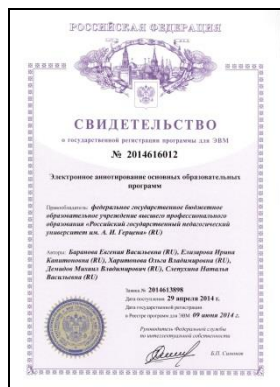 РОССИЙСКАЯ ФЕДЕРАЦИЯ
СВИДЕТЕЛЬСТВО
о государственной регистрации программы для ЭВМ
№ 2014616012
Электронное аннотирование основных образовательных
программ
Правообладатель: федеральное государственное бюджетное
образовательное учреждение высшего профессионального
образования «Российский государственный педагогический
университет им. А. И. Герцена» (RU)
Авторы: Баранова Евгения Васильевна (RU), Елизарова Ирина
Капитоновна (RU), Харитонова Ольга Владимировна (RU),
Демидов Михаил Владимирович (RU), Слепухина Наталья
Васильевна (RU)
Заявка № 2014613898
Дата поступления 29 апреля 2014 г.
Дата государственной регистрации
в Реестре программ для ЭВМ 09 июня 2014 г.
Руководитель Федеральной службы
по интеллектуальной собственности
Б.П. Симонов